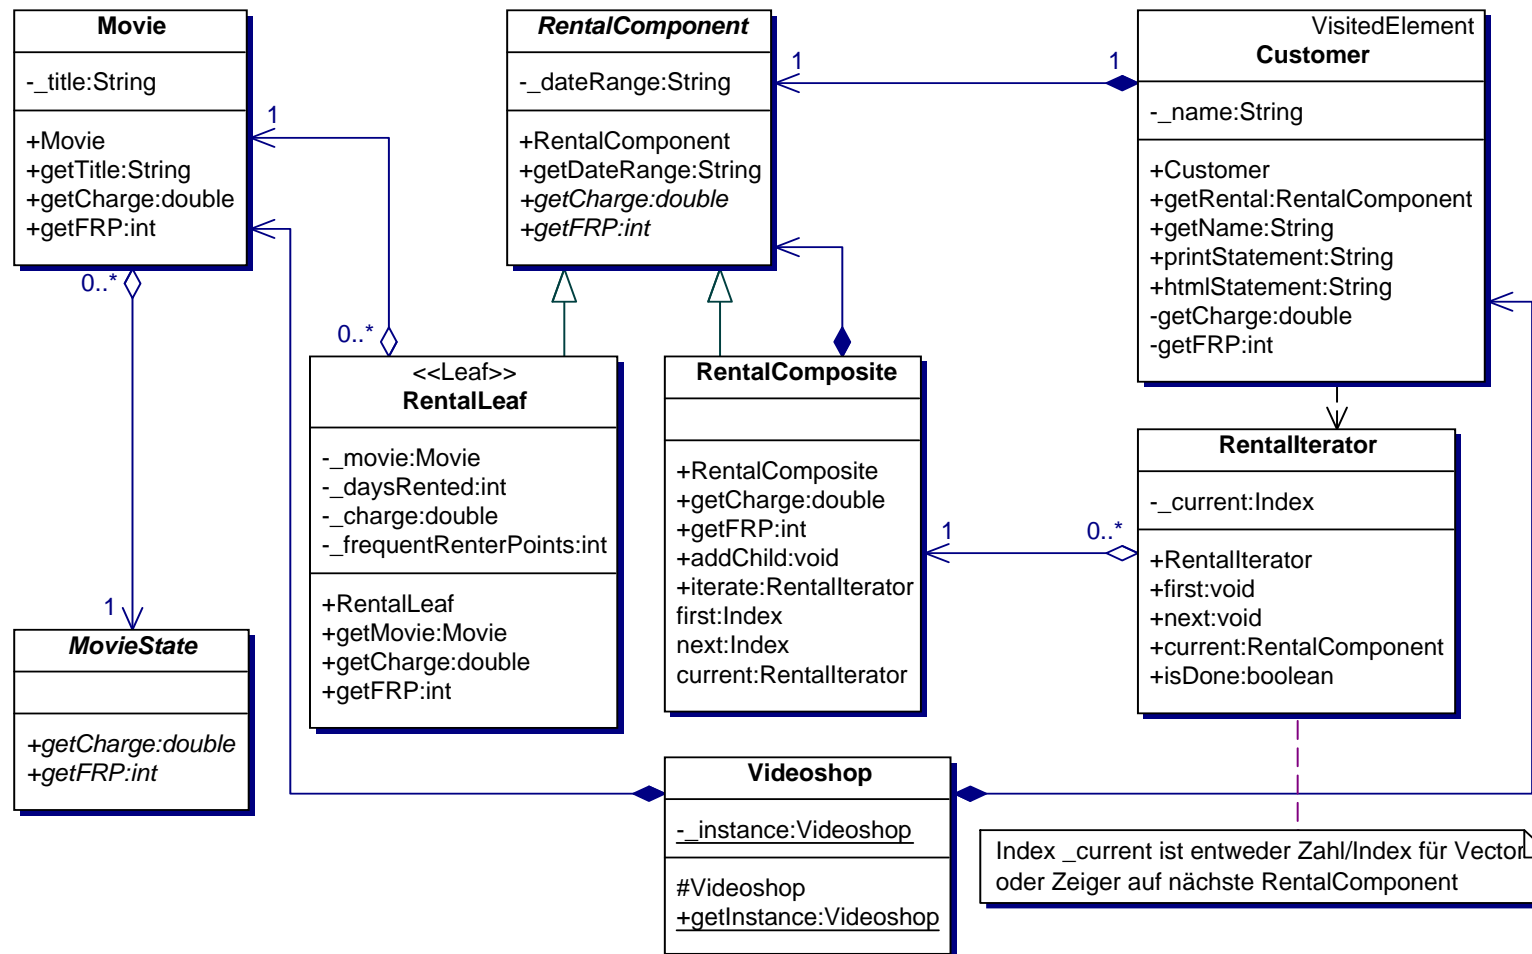 Movie
-_title:String
+Movie
+getTitle:String
+getCharge:double
+getFRP:int
RentalComponent
-_dateRange:String
+RentalComponent
+getDateRange:String
+getCharge:double
+getFRP:int
VisitedElement
Customer
-_name:String
+Customer
+getRental:RentalComponent
+getName:String
+printStatement:String
+htmlStatement:String
-getCharge:double
-getFRP:int
1
1
1
0..*
0..*
1
<<Leaf>>
RentalLeaf
-_movie:Movie
-_daysRented:int
-_charge:double
-_frequentRenterPoints:int
+RentalLeaf
+getMovie:Movie
+getCharge:double
+getFRP:int
RentalComposite
+RentalComposite
+getCharge:double
+getFRP:int
+addChild:void
+iterate:RentalIterator
first:Index
next:Index
current:RentalIterator
1
0..*
RentalIterator
-_current:Index
+RentalIterator
+first:void
+next:void
+current:RentalComponent
+isDone:boolean
MovieState
+getCharge:double
+getFRP:int
Videoshop
-_instance:Videoshop
#Videoshop
+getInstance:Videoshop
Index _current ist entweder Zahl/Index für Vector
oder Zeiger auf nächste RentalComponent